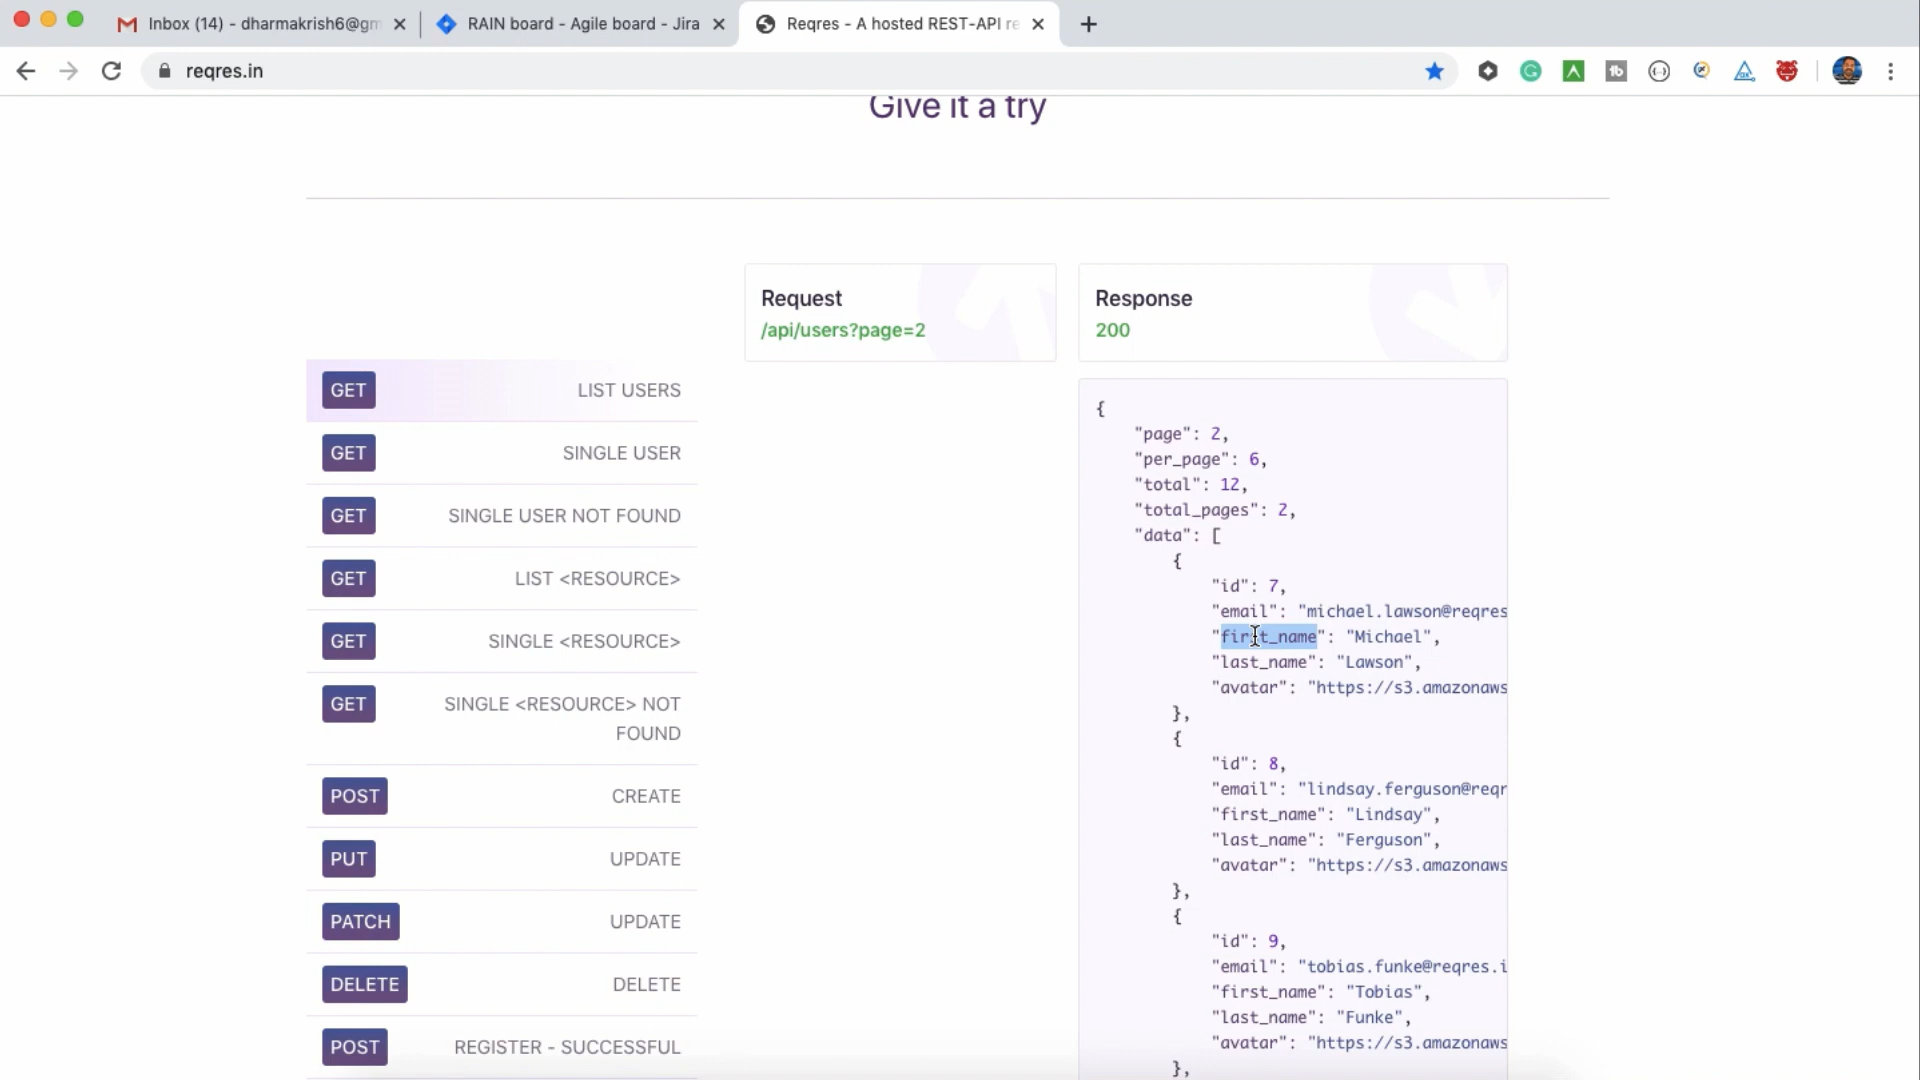 Inbox (14) - dharmakrish6@gm
RAIN board - Agile board - Jira
Reqres - A hosted REST-API re
reqres.in
Give it a try
Request
/api/users?page=2
Response
200
GET LIST USERS
GET SINGLE USER
GET SINGLE USER NOT FOUND
GET LIST <RESOURCE>
GET SINGLE <RESOURCE>
GET SINGLE <RESOURCE> NOT
FOUND
POST CREATE
PUT UPDATE
PATCH UPDATE
DELETE DELETE
POST REGISTER - SUCCESSFUL
{
"page": 2,
"per_page": 6,
"total": 12,
"total_pages": 2,
"data": [
{
"id": 7,
"email": "michael.lawson@reqres
"first_name": "Michael",
"last_name": "Lawson",
"avatar": "https://s3.amazonaws
},
{
"id": 8,
"email": "lindsay.ferguson@reqr
"first_name": "Lindsay",
"last_name": "Ferguson",
"avatar": "https://s3.amazonaws
},
{
"id": 9,
"email": "tobias.funke@reqres.i
"first_name": "Tobias",
"last_name": "Funke",
"avatar": "https://s3.amazonaws
},